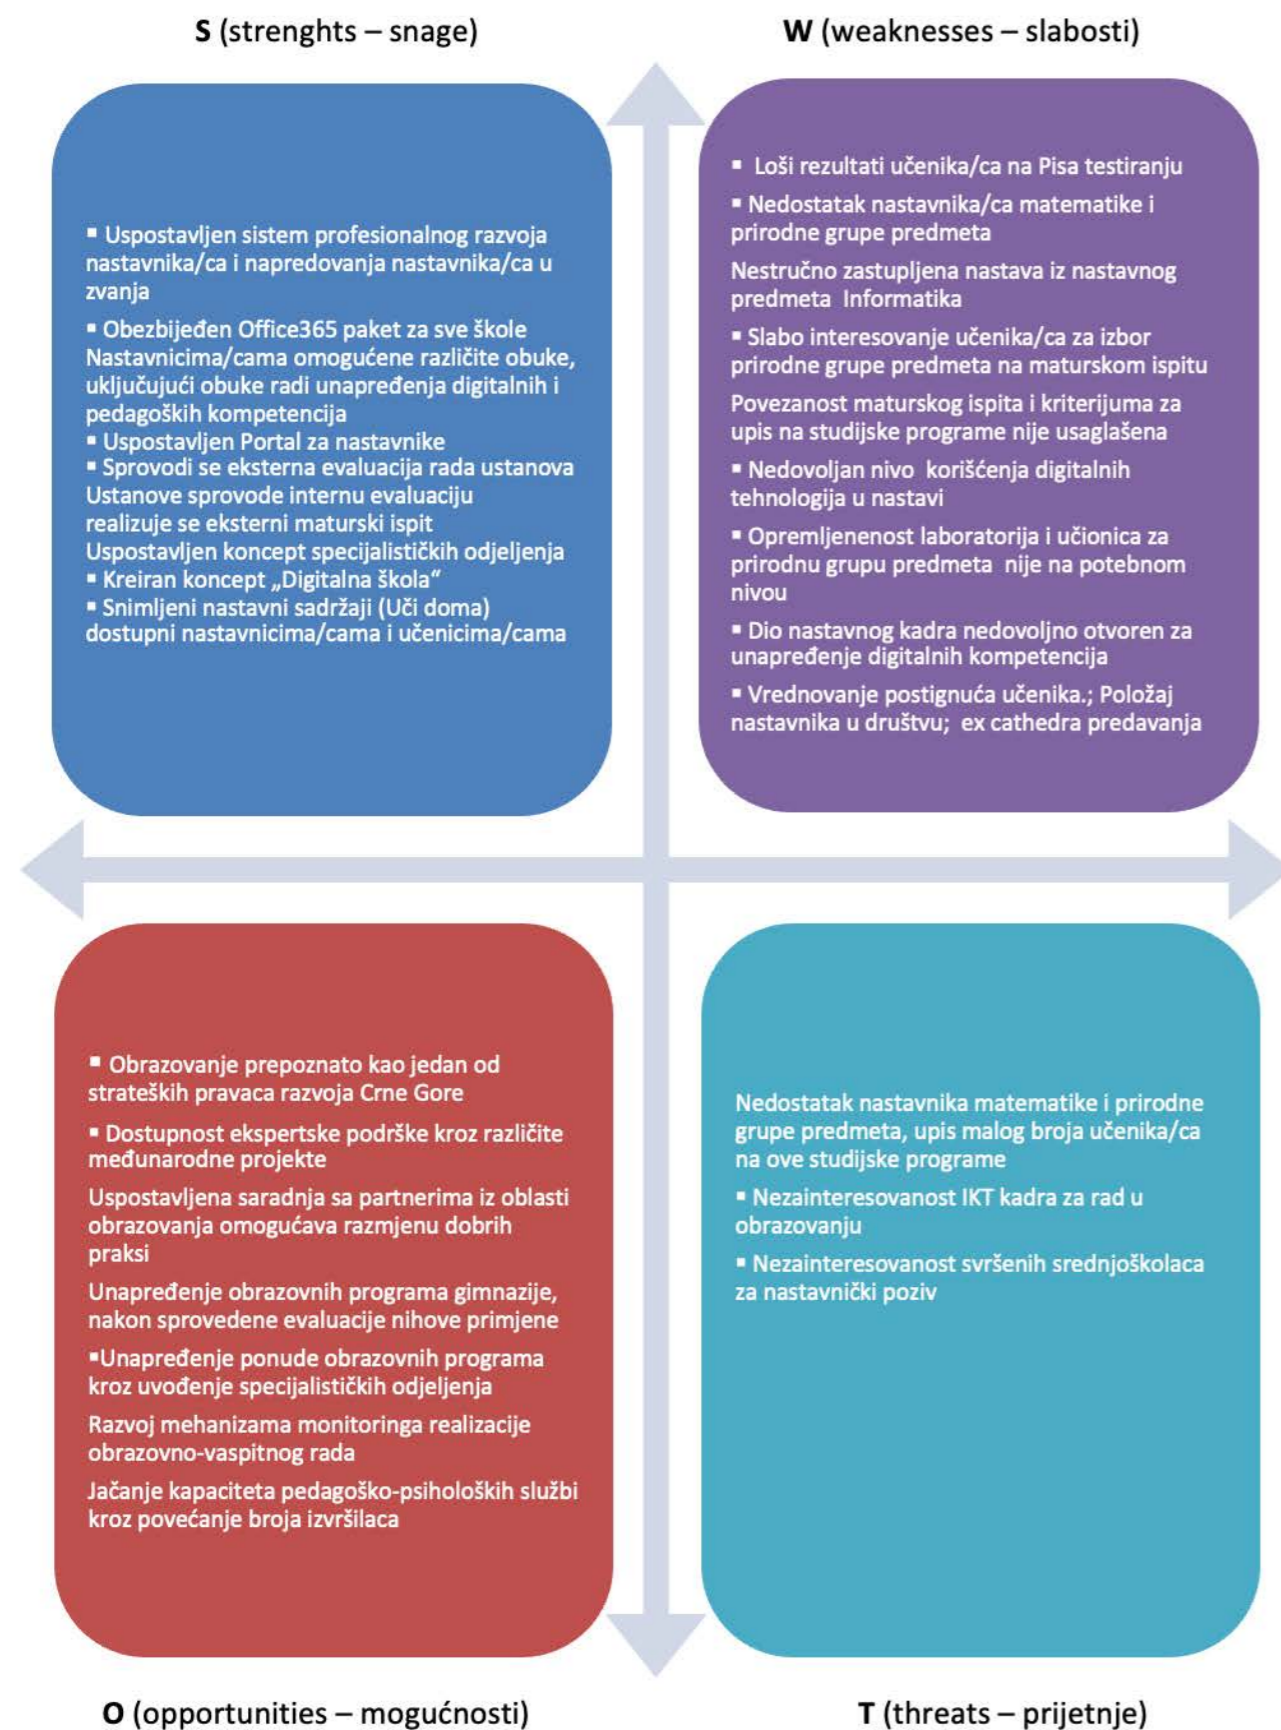 S (strenghts – snage)
W (weaknesses – slabosti)
▪ Uspostavljen sistem profesionalnog razvoja
nastavnika/ca i napredovanja nastavnika/ca u
zvanja
▪ Obezbijeđen Office365 paket za sve škole
Nastavnicima/cama omogućene različite obuke,
uključujući obuke radi unapređenja digitalnih i
pedagoških kompetencija
▪ Uspostavljen Portal za nastavnike
▪ Sprovodi se eksterna evaluacija rada ustanova
Ustanove sprovode internu evaluaciju
realizuje se eksterni maturski ispit
Uspostavljen koncept specijalističkih odjeljenja
▪ Kreiran koncept „Digitalna škola“
▪ Snimljeni nastavni sadržaji (Uči doma)
dostupni nastavnicima/cama i učenicima/cama
▪ Loši rezultati učenika/ca na Pisa testiranju
▪ Nedostatak nastavnika/ca matematike i
prirodne grupe predmeta
Nestručno zastupljena nastava iz nastavnog
predmeta Informatika
▪ Slabo interesovanje učenika/ca za izbor
prirodne grupe predmeta na maturskom ispitu
Povezanost maturskog ispita i kriterijuma za
upis na studijske programe nije usaglašena
▪ Nedovoljan nivo korišćenja digitalnih
tehnologija u nastavi
▪ Opremljenenost laboratorija i učionica za
prirodnu grupu predmeta nije na potebnom
nivou
▪ Dio nastavnog kadra nedovoljno otvoren za
unapređenje digitalnih kompetencija
▪ Vrednovanje postignuća učenika.; Položaj
nastavnika u društvu; ex cathedra predavanja
▪ Obrazovanje prepoznato kao jedan od
strateških pravaca razvoja Crne Gore
▪ Dostupnost ekspertske podrške kroz različite
međunarodne projekte
Uspostavljena saradnja sa partnerima iz oblasti
obrazovanja omogućava razmjenu dobrih
praksi
Unapređenje obrazovnih programa gimnazije,
nakon sprovedene evaluacije nihove primjene
▪Unapređenje ponude obrazovnih programa
kroz uvođenje specijalističkih odjeljenja
Razvoj mehanizama monitoringa realizacije
obrazovno-vaspitnog rada
Jačanje kapaciteta pedagoško-psiholoških službi
kroz povećanje broja izvršilaca
Nedostatak nastavnika matematike i prirodne
grupe predmeta, upis malog broja učenika/ca
na ove studijske programe
▪ Nezainteresovanost IKT kadra za rad u
obrazovanju
▪ Nezainteresovanost svršenih srednjoškolaca
za nastavnički poziv
O (opportunities – mogućnosti)
T (threats – prijetnje)